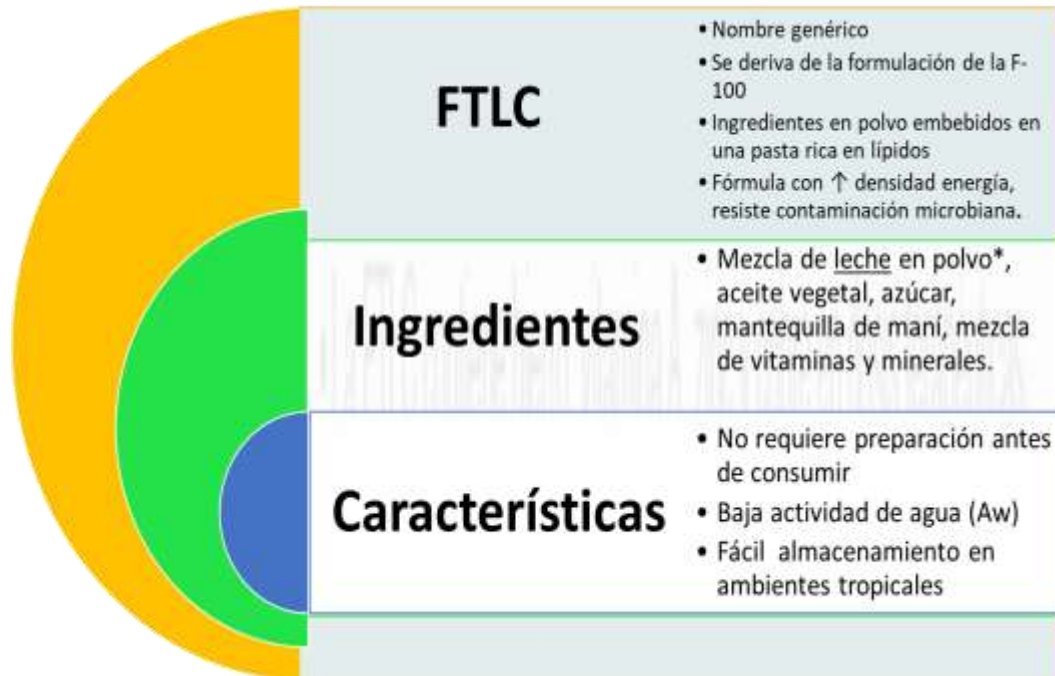 FTLC
• Nombre genérico
• Se deriva de la formulación de la F-
100
• Ingredientes en polvo embebidos en
una pasta rica en lípidos
• Fórmula con ↑ densidad energía,
resiste contaminación microbiana.
Ingredientes
• Mezcla de leche en polvo*,
aceite vegetal, azúcar,
mantequilla de maní, mezcla
de vitaminas y minerales.
Características
• No requiere preparación antes
de consumir
• Baja actividad de agua (Aw)
• Fácil almacenamiento en
ambientes tropicales